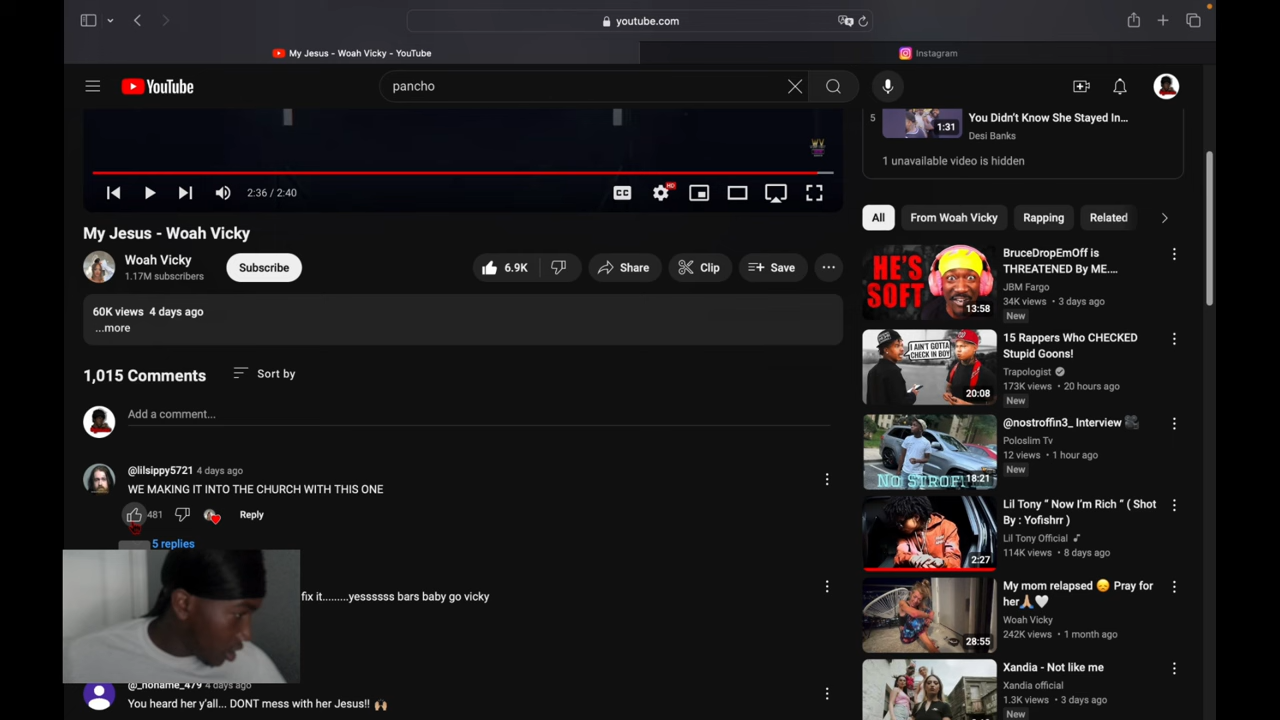 youtube.com
My Jesus - Woah Vicky - YouTube
Instagram
YouTube
pancho
5
1:31
You Didn't Know She Stayed In...
Desi Banks
1 unavailable video is hidden
2:36 / 2:40
CC
HD
My Jesus - Woah Vicky
Woah Vicky
1.17M subscribers
Subscribe
6.9K
Share
Clip
Save
60K views 4 days ago
...more
1,015 Comments
Sort by
Add a comment...
@lilsippy5721 4 days ago
WE MAKING IT INTO THE CHURCH WITH THIS ONE
481
Reply
5 replies
fix it.........yessssss bars baby go vicky
@_noname_479 4 days ago
You heard her y'all... DONT mess with her Jesus!! 🙌🏽
All
From Woah Vicky
Rapping
Related
HE'S
SOFT
13:58
BruceDropEmOff is
THREATENED By ME....
JBM Fargo
34K views • 3 days ago
New
I AIN'T GOTTA
CHECK IN BOY
20:08
15 Rappers Who CHECKED
Stupid Goons!
Trapologist
173K views • 20 hours ago
New
NO STROFFIN
18:21
@nostroffin3_ Interview
Poloslim Tv
12 views • 1 hour ago
New
2:27
Lil Tony " Now I'm Rich " ( Shot
By : Yofishrr )
Lil Tony Official
114K views • 8 days ago
28:55
My mom relapsed 😞 Pray for
her🙏🏽🤍
Woah Vicky
242K views • 1 month ago
Xandia - Not like me
Xandia official
1.3K views • 3 days ago
New